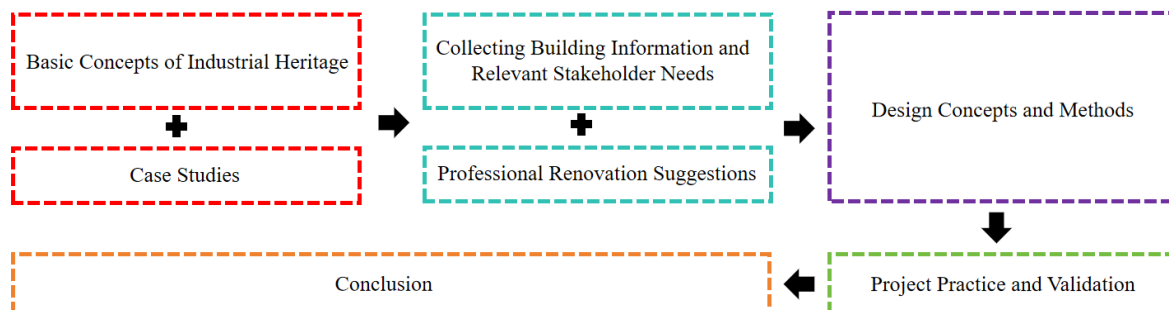 Basic Concepts of Industrial Heritage
Case Studies
Collecting Building Information and
Relevant Stakeholder Needs
Professional Renovation Suggestions
Design Concepts and Methods
Project Practice and Validation
Conclusion